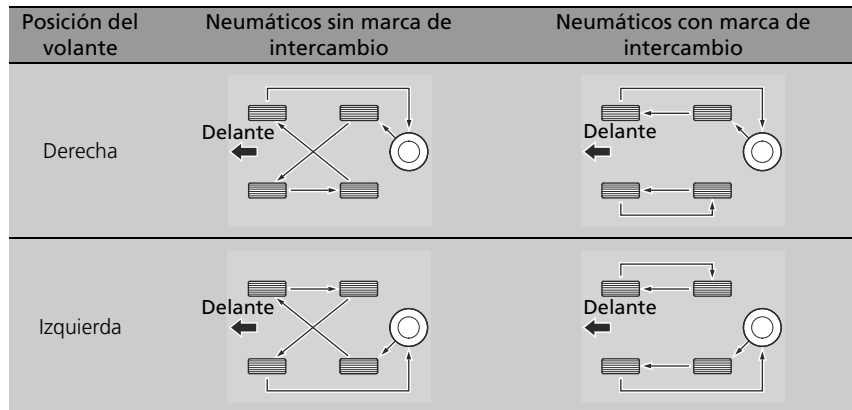 Posición del volante
Neumáticos sin marca de intercambio
Neumáticos con marca de intercambio
Derecha
Delante
Delante
Izquierda
Delante
Delante